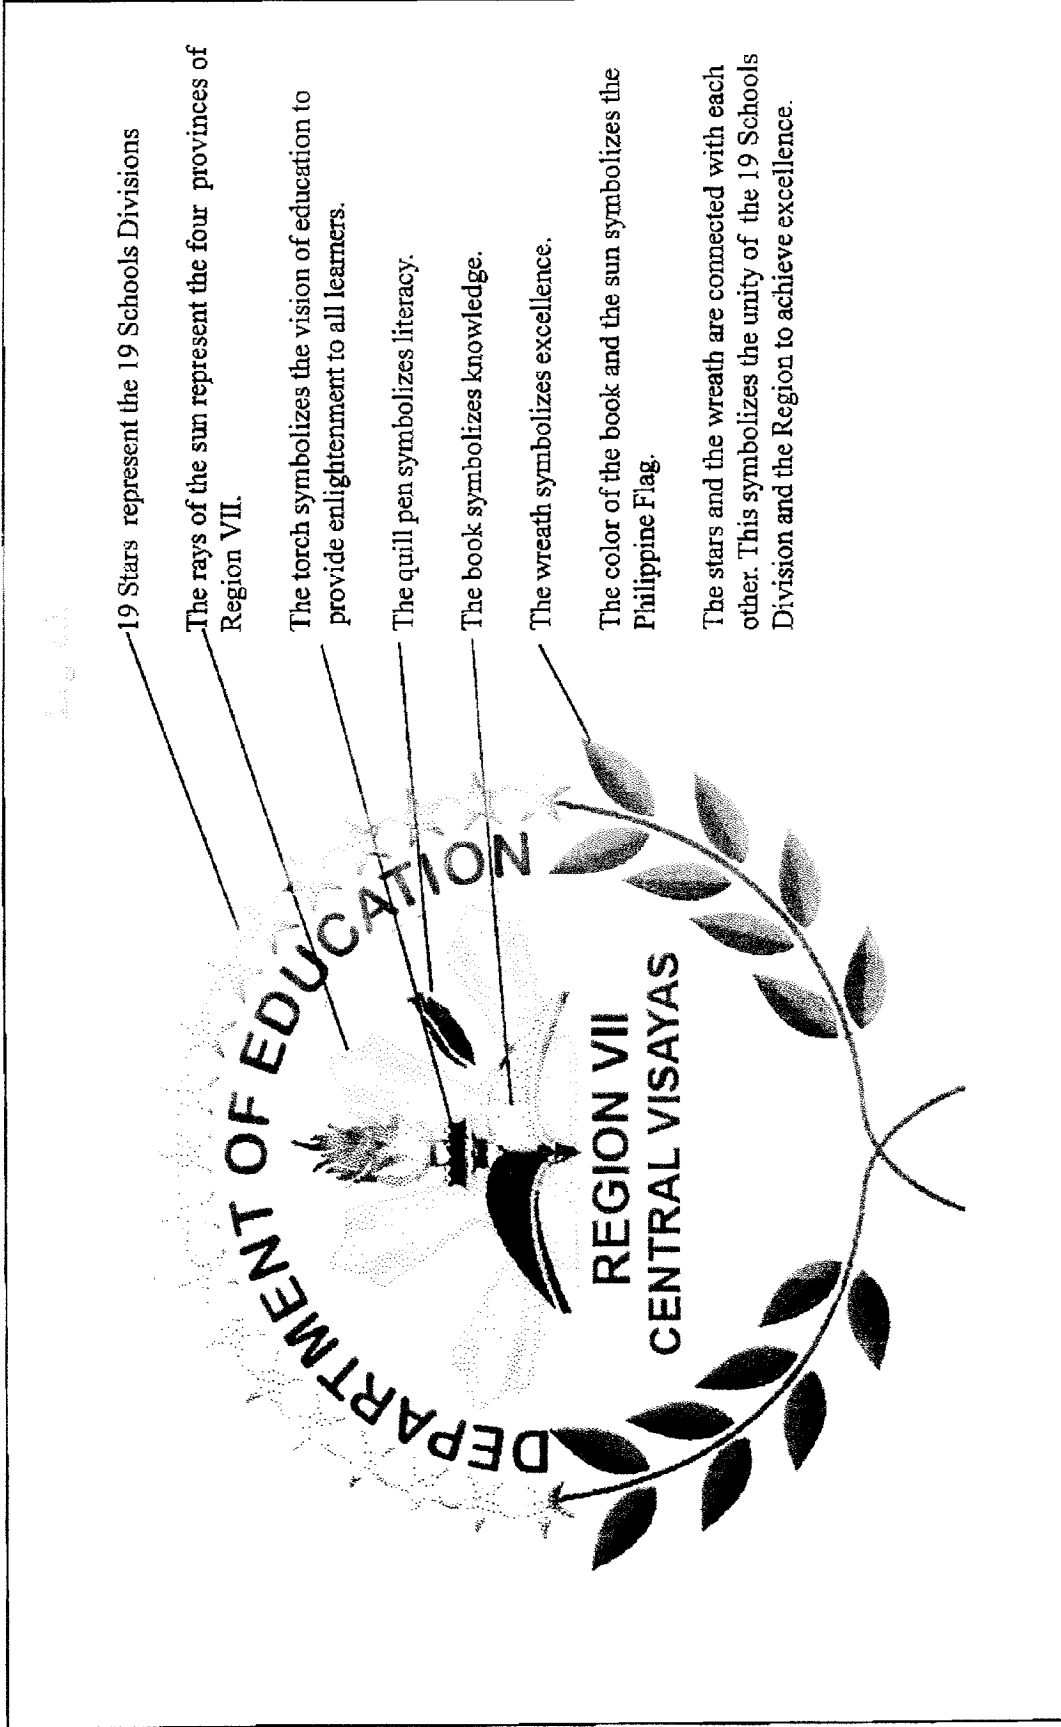 DEPARTMENT OF EDUCATION
REGION VII
CENTRAL VISAYAS
19 Stars represent the 19 Schools Divisions
The rays of the sun represent the four provinces of
Region VII.
The torch symbolizes the vision of education to
provide enlightenment to all learners.
The quill pen symbolizes literacy.
The book symbolizes knowledge.
The wreath symbolizes excellence.
The color of the book and the sun symbolizes the
Philippine Flag.
The stars and the wreath are connected with each
other. This symbolizes the unity of the 19 Schools
Division and the Region to achieve excellence.